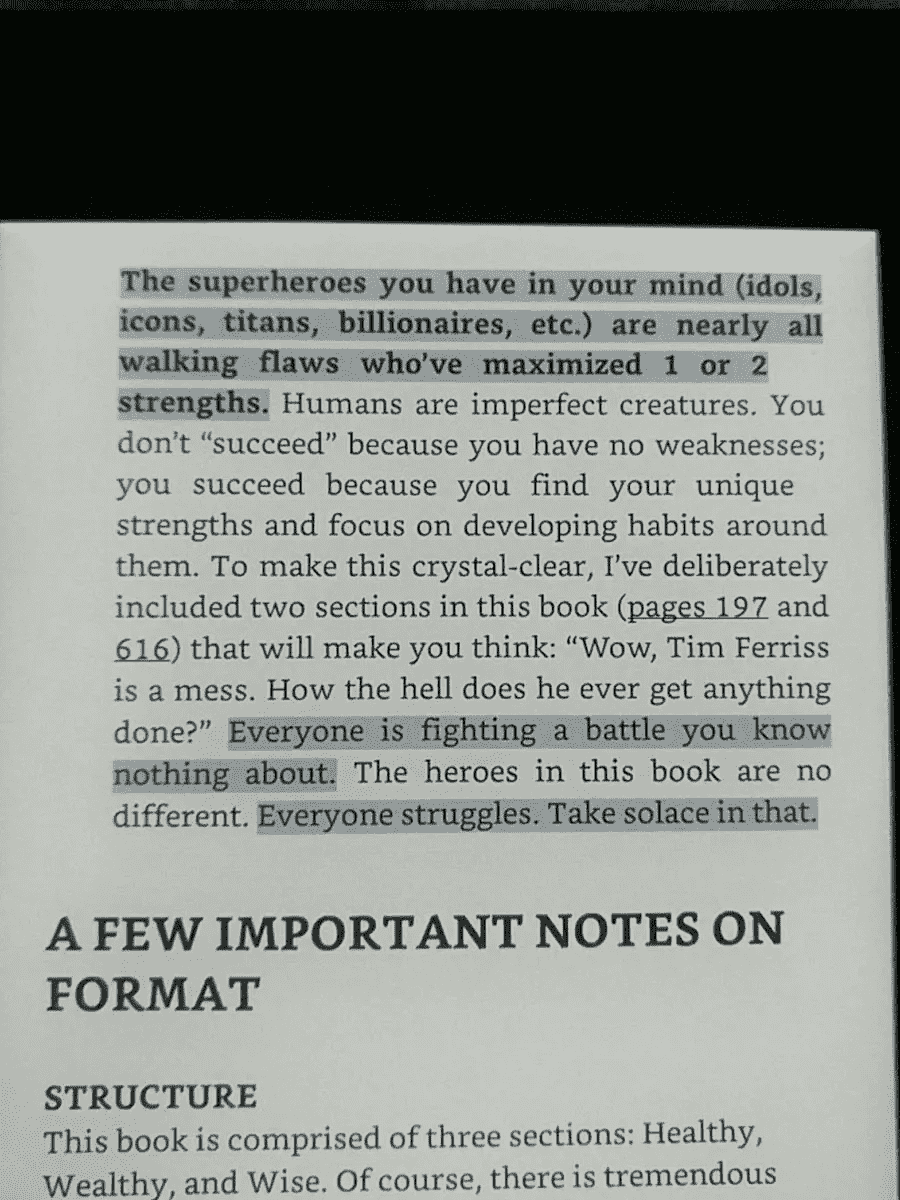 The superheroes you have in your mind (idols,
icons, titans, billionaires, etc.) are nearly all
walking flaws who've maximized 1 or 2
strengths. Humans are imperfect creatures. You
don't “succeed” because you have no weaknesses;
you succeed because you find your unique
strengths and focus on developing habits around
them. To make this crystal-clear, I've deliberately
included two sections in this book (pages 197 and
616) that will make you think: “Wow, Tim Ferriss
is a mess. How the hell does he ever get anything
done?” Everyone is fighting a battle you know
nothing about. The heroes in this book are no
different. Everyone struggles. Take solace in that.
A FEW IMPORTANT NOTES ON
FORMAT
STRUCTURE
This book is comprised of three sections: Healthy,
Wealthy, and Wise. Of course, there is tremendous